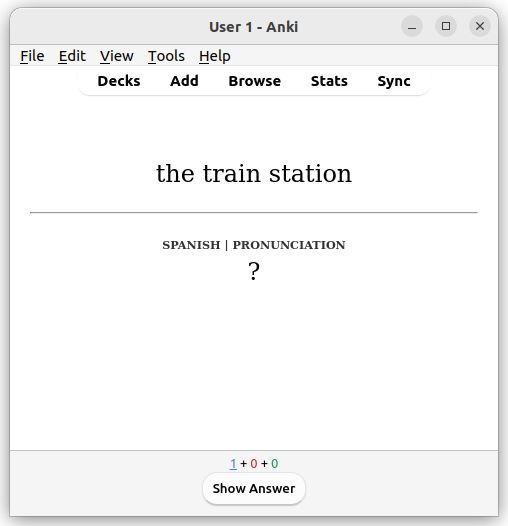 User 1 - Anki
File Edit View Tools Help
Decks Add Browse Stats Sync
the train station
SPANISH | PRONUNCIATION
?
1 + 0 + 0
Show Answer